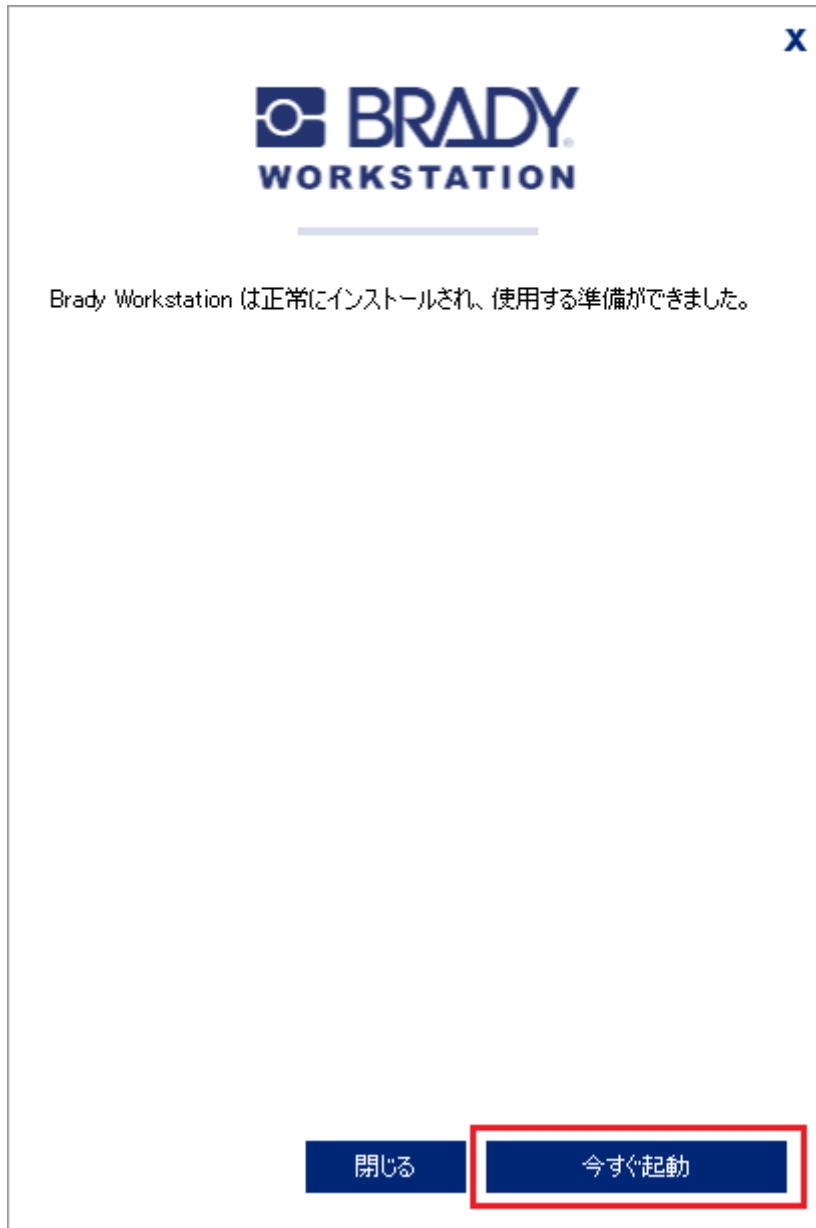 X
BRADY
WORKSTATION
Brady Workstation は正常にインストールされ、使用する準備ができました。
閉じる
今すぐ起動